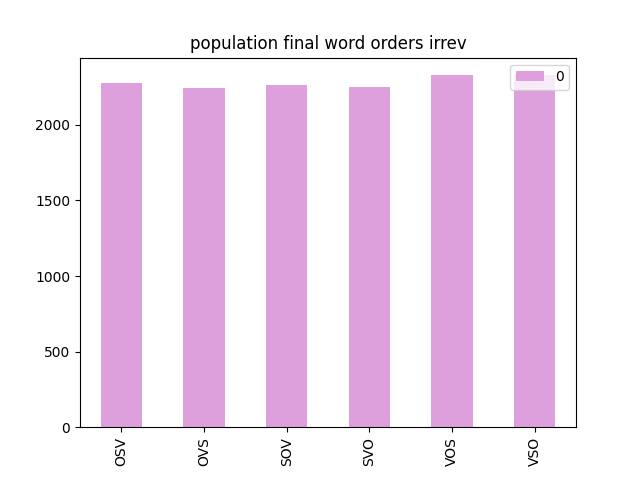 population final word orders irrev
0
2000
1500
1000
500
0
OSV
OVS
SOV
SVO
VOS
VSO